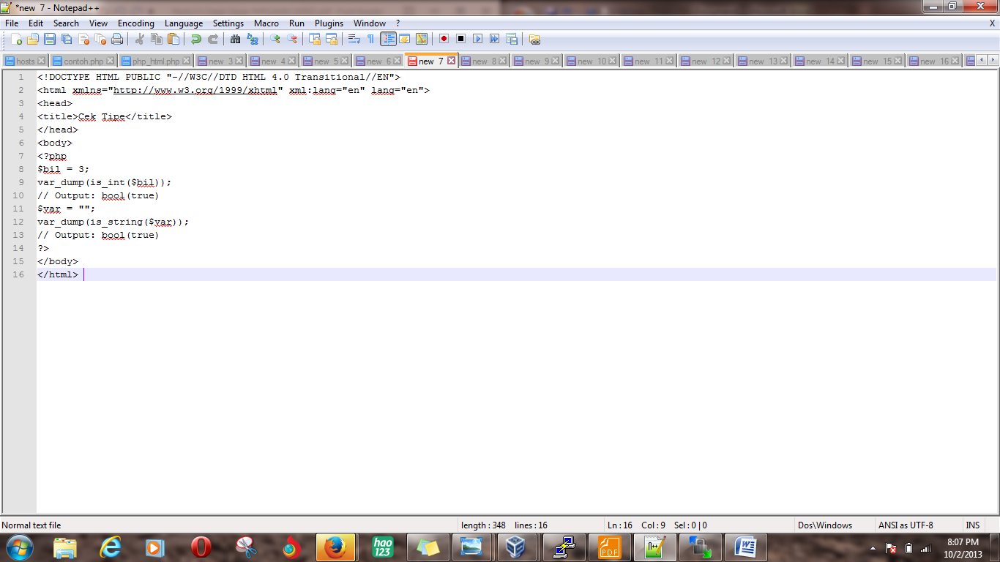 *new  7 - Notepad++
File Edit Search View Encoding Language Settings Macro Run Plugins Window ? X
hosts contoh.php php_html.php new  3 new  4 new  5 new  6 new  7 new  8 new  9 new  10 new  11 new  12 new  13 new  14 new  15 new  16
1 <!DOCTYPE HTML PUBLIC "-//W3C//DTD HTML 4.0 Transitional//EN">
2 <html xmlns="http://www.w3.org/1999/xhtml" xml:lang="en" lang="en">
3 <head>
4 <title>Cek Tipe</title>
5 </head>
6 <body>
7 <?php
8 $bil = 3;
9 var_dump(is_int($bil));
10 // Output: bool(true)
11 $var = "";
12 var_dump(is_string($var));
13 // Output: bool(true)
14 ?>
15 </body>
16 </html>
Normal text file length : 348 lines : 16 Ln : 16 Col : 9 Sel : 0 | 0 Dos\Windows ANSI as UTF-8 INS
hao 123 PDF 8:07 PM
10/2/2013